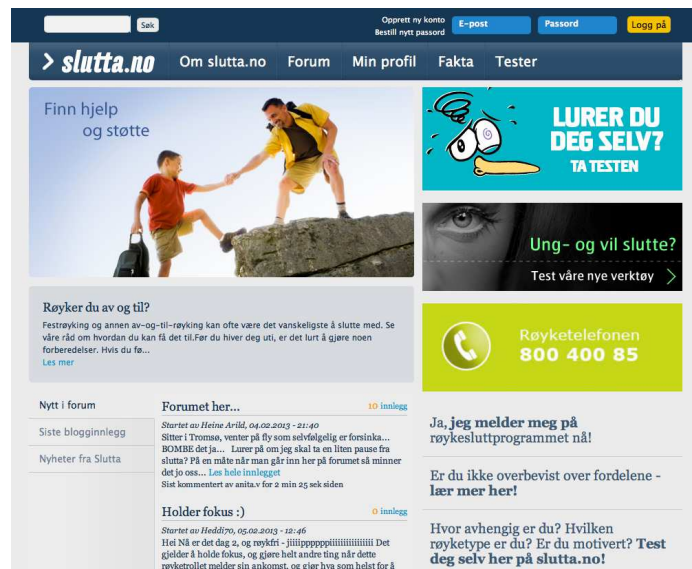 Søk
Opprett ny konto
Bestill nytt passord
E-post
Passord
Logg på
> slutta.no
Om slutta.no
Forum
Min profil
Fakta
Tester
Finn hjelp
og støtte
LURER DU
DEG SELV?
TA TESTEN
Ung- og vil slutte?
Test våre nye verktøy
Røyketelefonen
800 400 85
Røyker du av og til?
Festrøyking og annen av-og-til-røyking kan ofte være det vanskeligste å slutte med. Se
våre råd om hvordan du kan få det til.Før du hiver deg uti, er det lurt å gjøre noen
forberedelser. Hvis du fø...
Les mer
Nytt i forum
Siste blogginnlegg
Nyheter fra Slutta
Forumet her...
10 innlegg
Startet av Heine Arild, 04.02.2013 - 21:40
Sitter i Tromsø, venter på fly som selvfølgelig er forsinka...
BOMBE det ja... Lurer på om jeg skal ta en liten pause fra
slutta? På en måte når man går inn her på forumet så minner
det jo oss... Les hele innlegget
Sist kommentert av anita.v for 2 min 25 sek siden
Holder fokus :)
0 innlegg
Startet av Heddi70, 05.02.2013 - 12:46
Hei Nå er det dag 2, og røykfri - jiiiippppppiiiiiiiiiiiiiiiii Det
gjelder å holde fokus, og gjøre helt andre ting når dette
røyketrollet melder sin ankomst, og gjør hva som helst for å
Ja, jeg melder meg på
røykesluttprogrammet nå!
Er du ikke overbevist over fordelene -
lær mer her!
Hvor avhengig er du? Hvilken
røyketype er du? Er du motivert? Test
deg selv her på slutta.no!